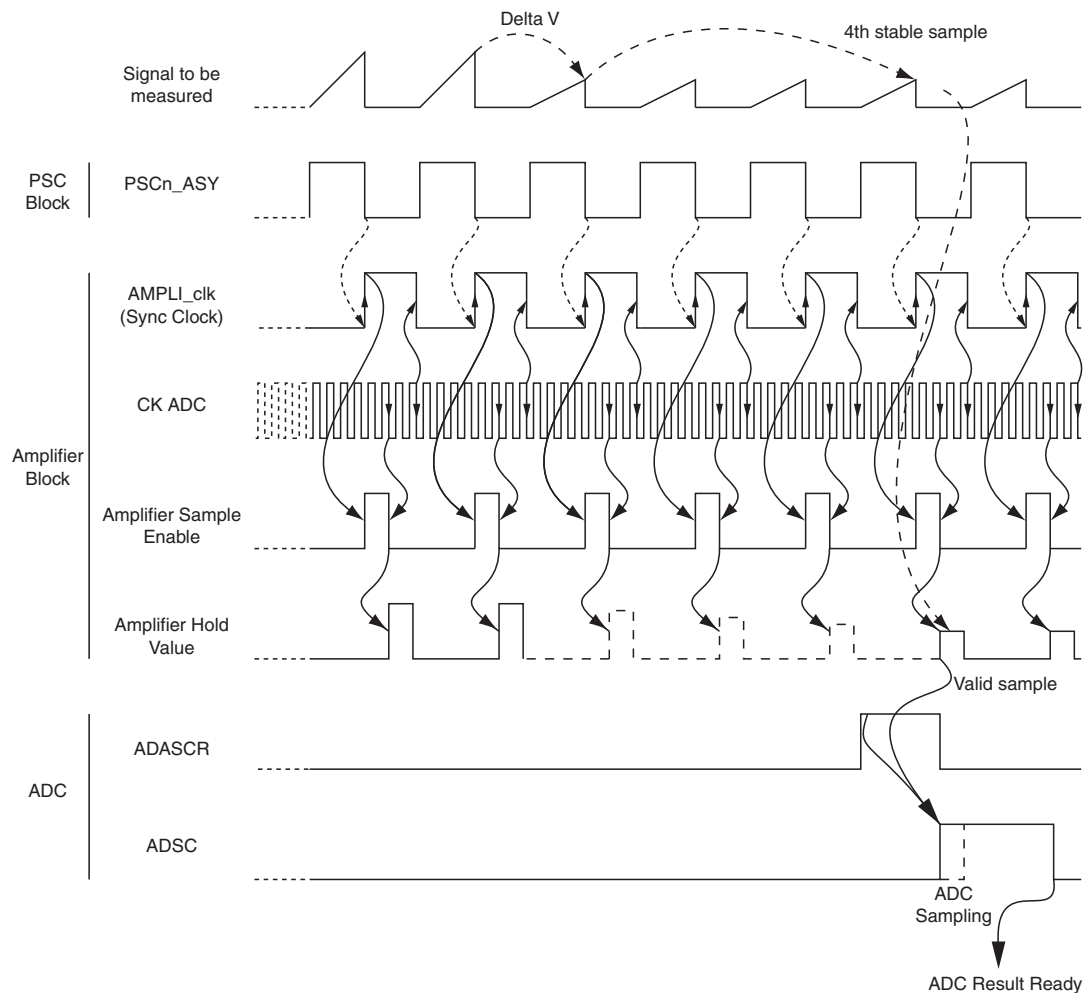 Delta V
4th stable sample
Signal to be
measured
PSC
Block
PSCn_ASY
AMPLI_clk
(Sync Clock)
CK ADC
Amplifier
Block
Amplifier Sample
Enable
Amplifier Hold
Value
Valid sample
ADASCR
ADC
ADSC
ADC
Sampling
ADC Result Ready